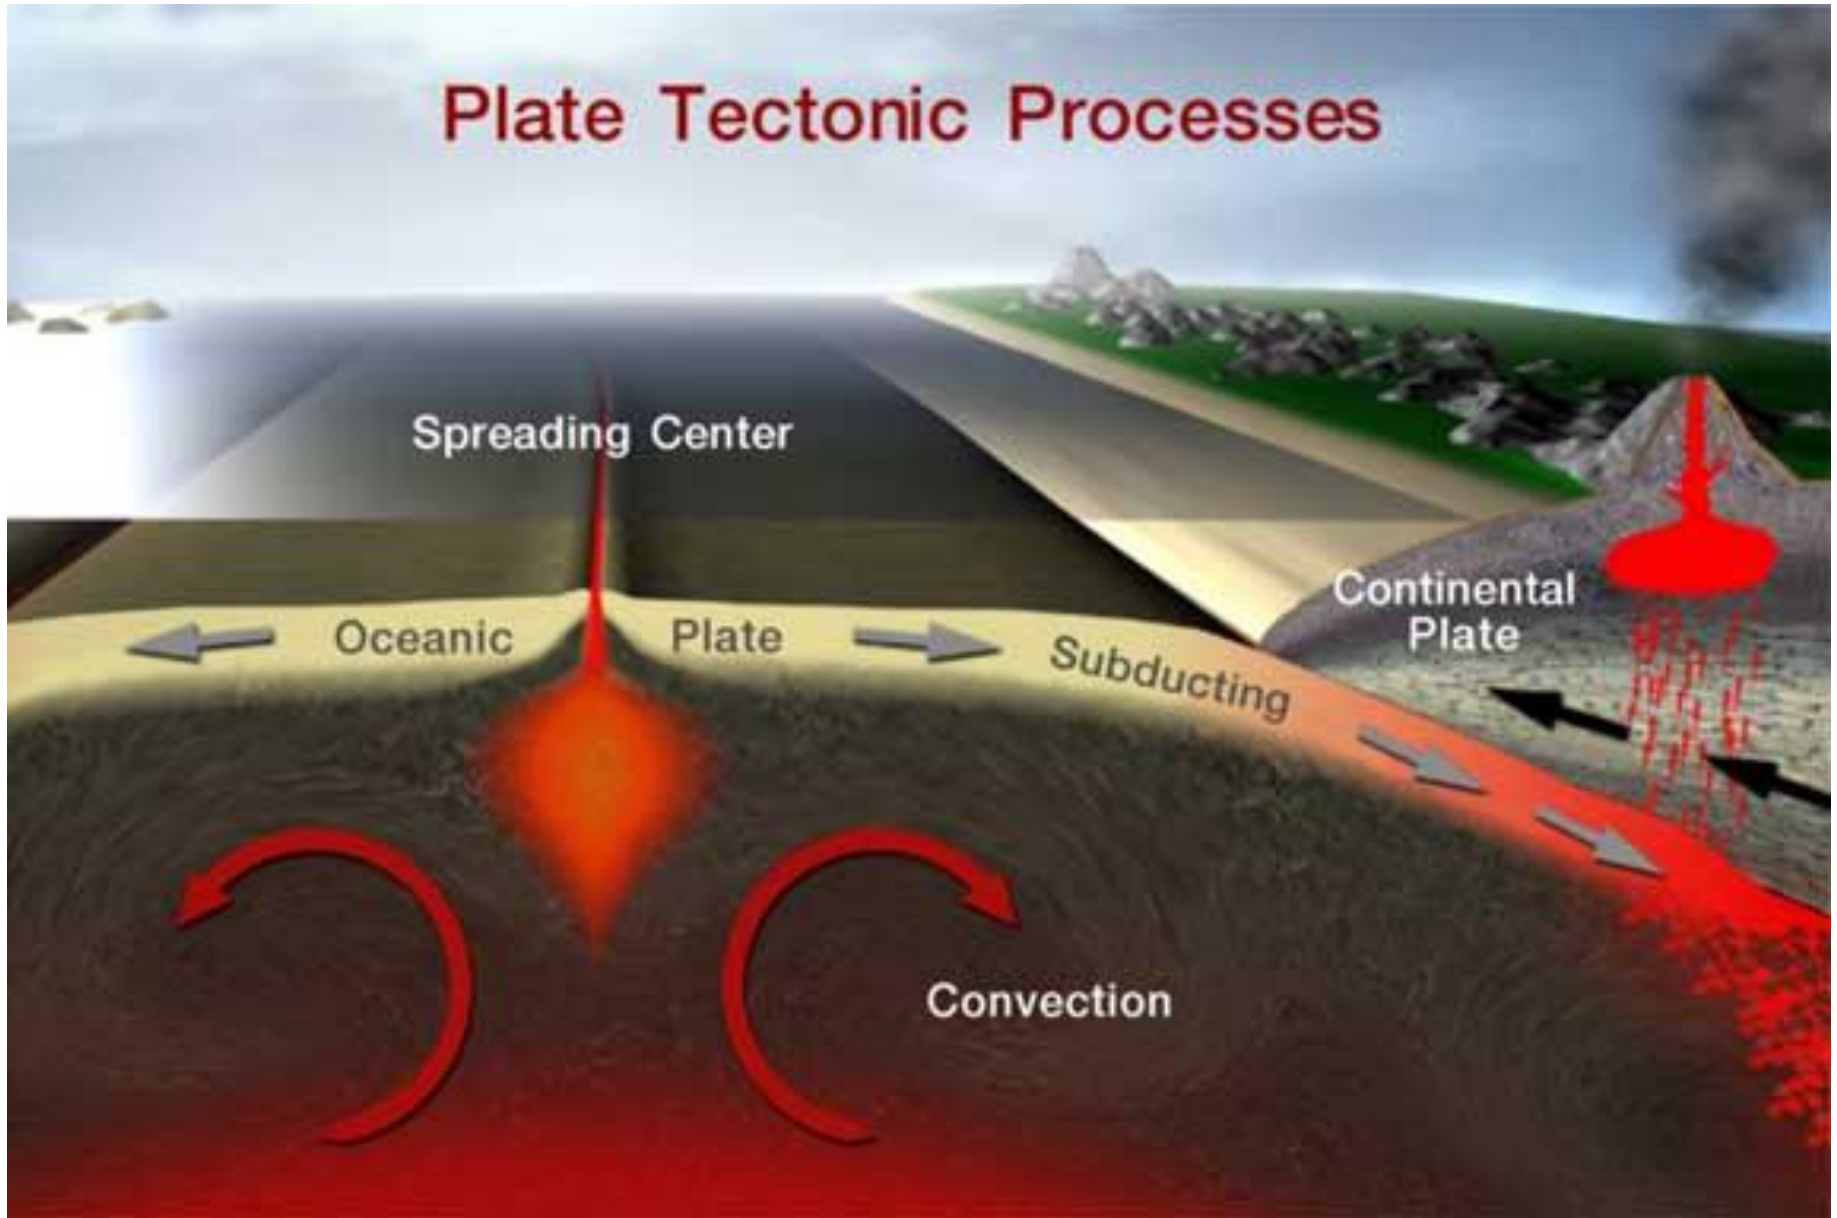 Plate Tectonic Processes
Spreading Center
Continental
Plate
Oceanic Plate
Subducting
Convection